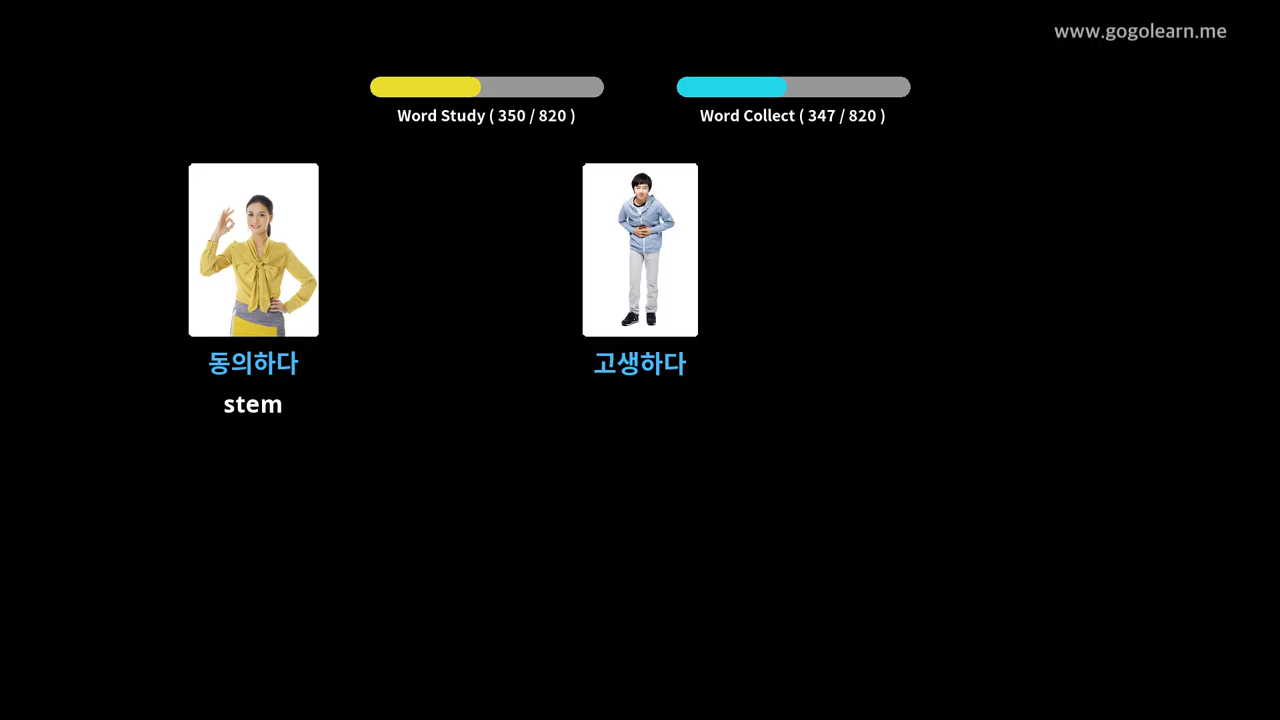 www.gogolearn.me
Word Study ( 350 / 820 )
Word Collect ( 347 / 820 )
동의하다
고생하다
stem